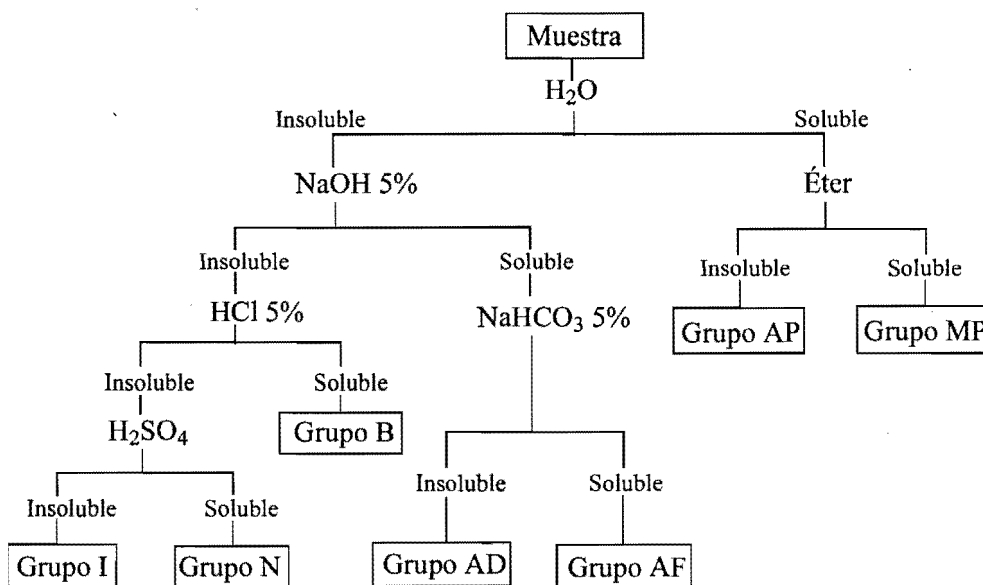 Muestra
H₂O
Insoluble Soluble
NaOH 5% Éter
Insoluble Soluble Insoluble Soluble
HCl 5% NaHCO₃ 5% Grupo AP Grupo MP
Insoluble Soluble
H₂SO₄ Grupo B
Insoluble Soluble Insoluble Soluble
Grupo I Grupo N Grupo AD Grupo AF